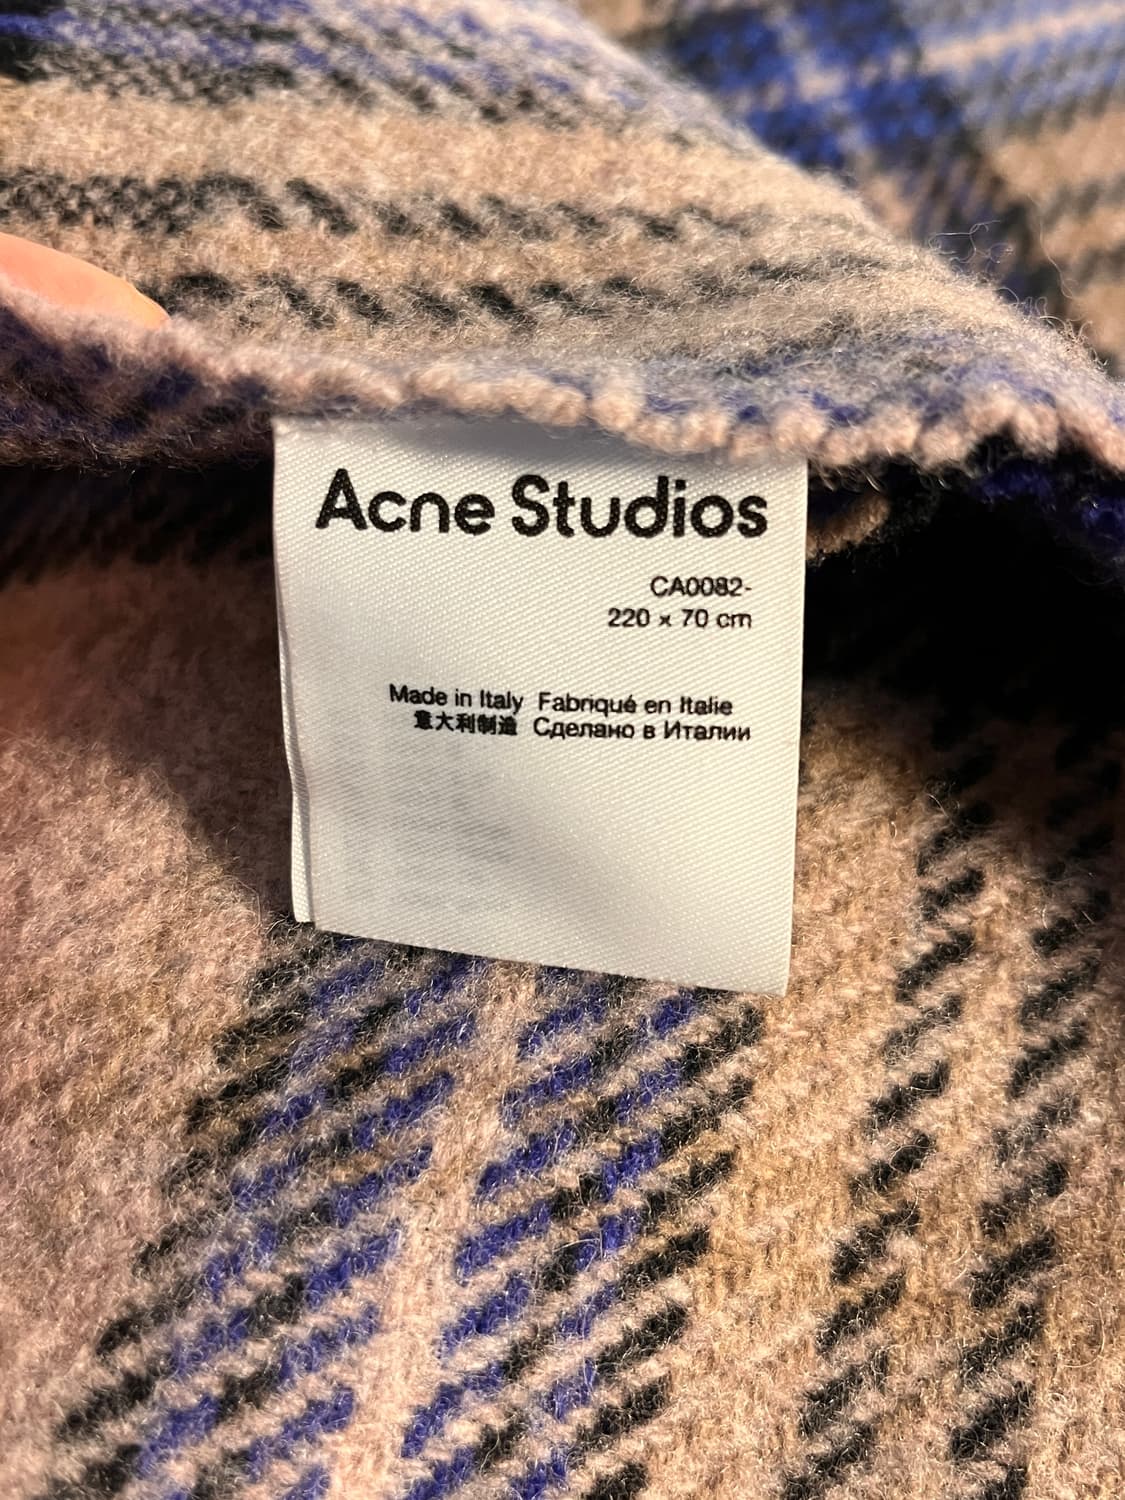 Acne Studios
CA0082-
220 x 70 cm
Made in Italy Fabriqué en Italie
意大利制造 Сделано в Италии